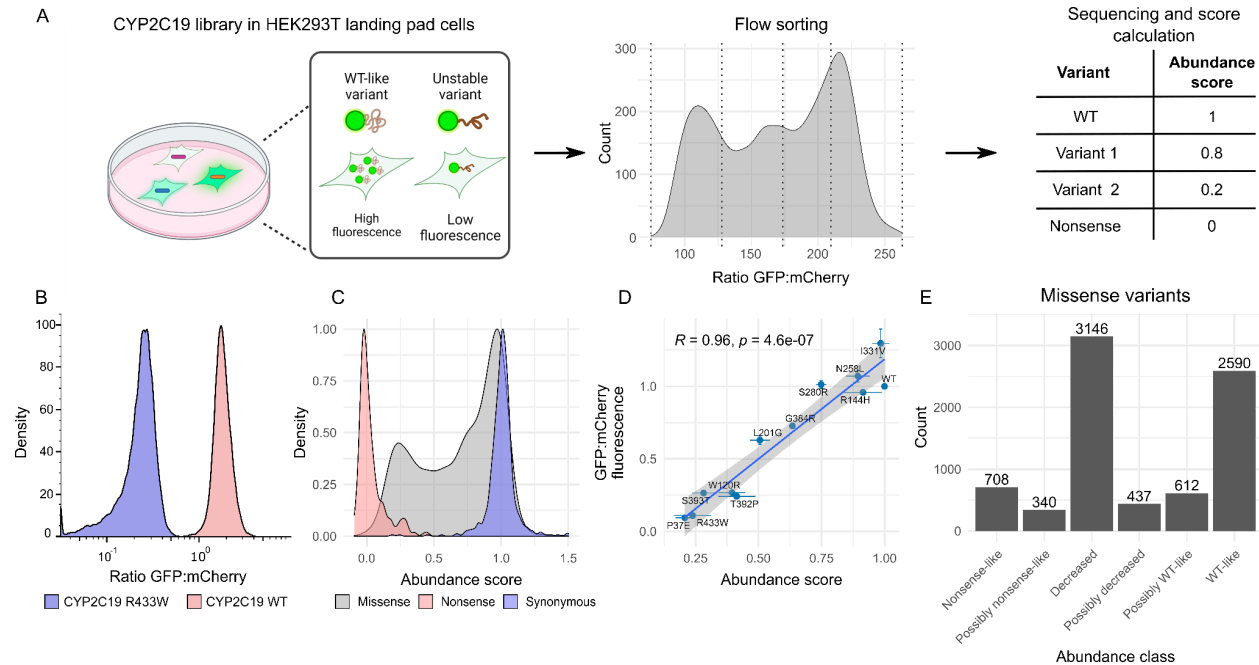 A
CYP2C19 library in HEK293T landing pad cells
WT-like
variant
Unstable
variant
High
fluorescence
Low
fluorescence
Flow sorting
300
200
100
0
Count
100
150
200
250
Ratio GFP:mCherry
Sequencing and score
calculation
Variant
Abundance
score
WT
1
Variant 1
0.8
Variant 2
0.2
Nonsense
0
B
100
80
60
40
20
0
Density
10-1
100
Ratio GFP:mCherry
CYP2C19 R433W
CYP2C19 WT
C
1.00
0.75
0.50
0.25
0.00
Density
0.0
0.5
1.0
1.5
Abundance score
Missense
Nonsense
Synonymous
D
R = 0.96, p = 4.6e-07
I331V
N258L
WT
S280R
R144H
G364R
L201G
W120R
S393T
T392P
P37E
R433W
1.0
0.5
0.0
GFP:mCherry
fluorescence
0.25
0.50
0.75
1.00
Abundance score
E
Missense variants
3000
2000
1000
0
Count
708
340
3146
437
612
2590
Nonsense-like
Possibly nonsense-like
Decreased
Possibly decreased
Possibly WT-like
WT-like
Abundance class